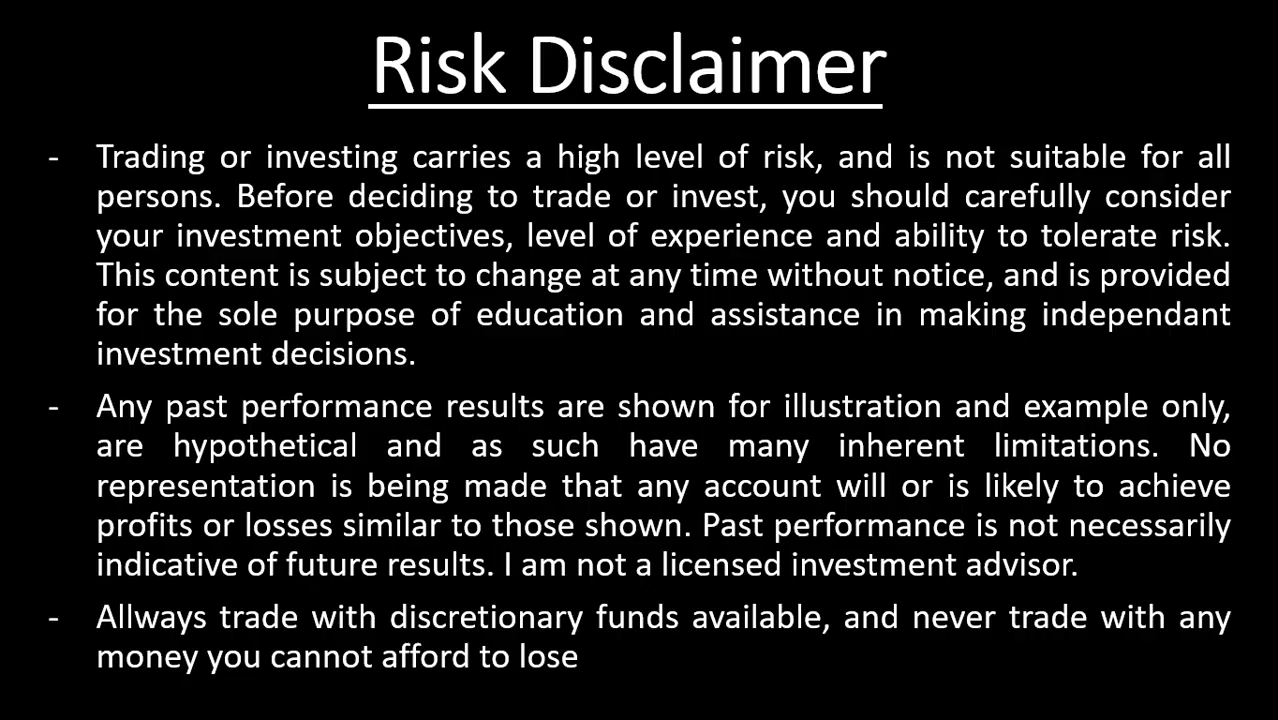 Risk Disclaimer
- Trading or investing carries a high level of risk, and is not suitable for all
persons. Before deciding to trade or invest, you should carefully consider
your investment objectives, level of experience and ability to tolerate risk.
This content is subject to change at any time without notice, and is provided
for the sole purpose of education and assistance in making independant
investment decisions.
- Any past performance results are shown for illustration and example only,
are hypothetical and as such have many inherent limitations. No
representation is being made that any account will or is likely to achieve
profits or losses similar to those shown. Past performance is not necessarily
indicative of future results. I am not a licensed investment advisor.
- Allways trade with discretionary funds available, and never trade with any
money you cannot afford to lose